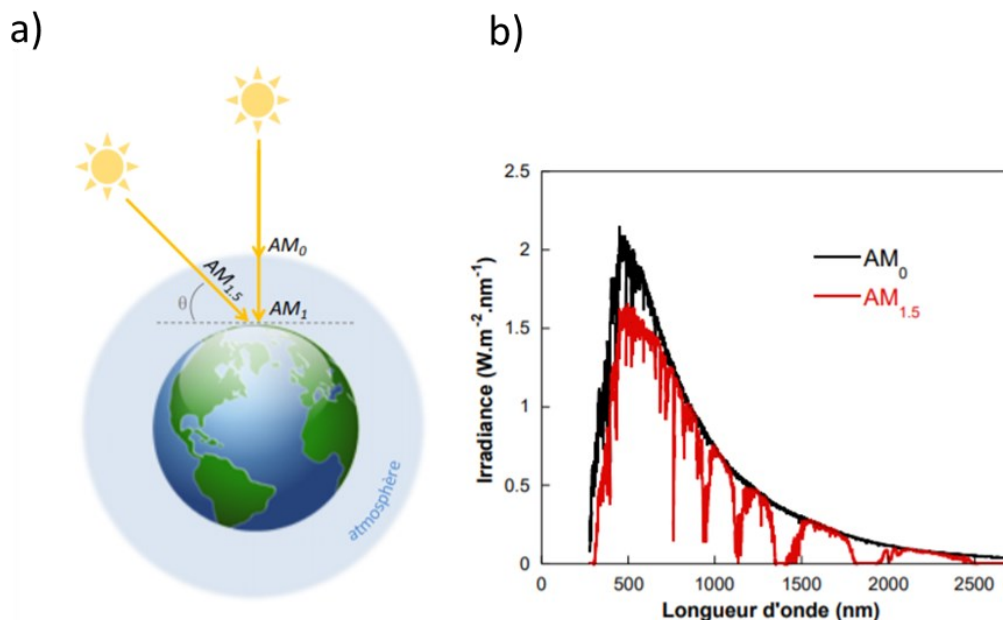 a)
AM0
AM1.5
θ
AM1
atmosphère
b)
Irradiance (W.m-2.nm-1)
2.5
2
1.5
1
0.5
0
AM0
AM1.5
0 500 1000 1500 2000 2500
Longueur d'onde (nm)